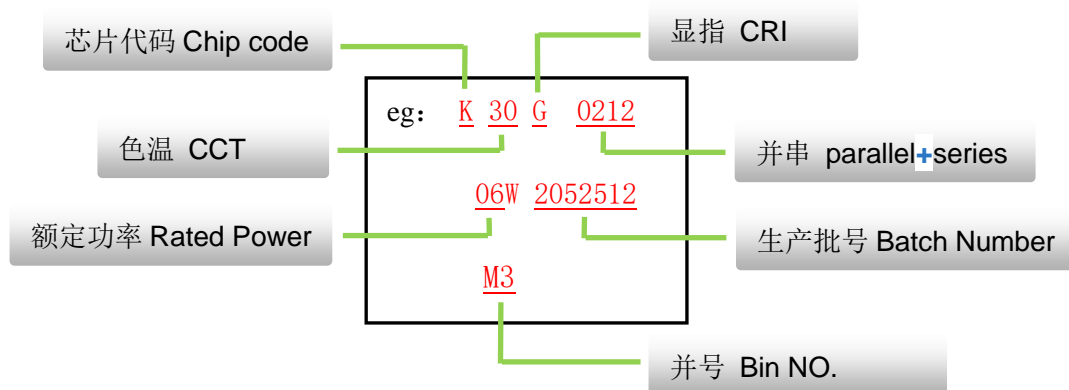 芯片代码 Chip code
显指 CRI
eg： K 30 G 0212
色温 CCT
并串 parallel+series
06W 2052512
额定功率 Rated Power
生产批号 Batch Number
M3
并号 Bin NO.